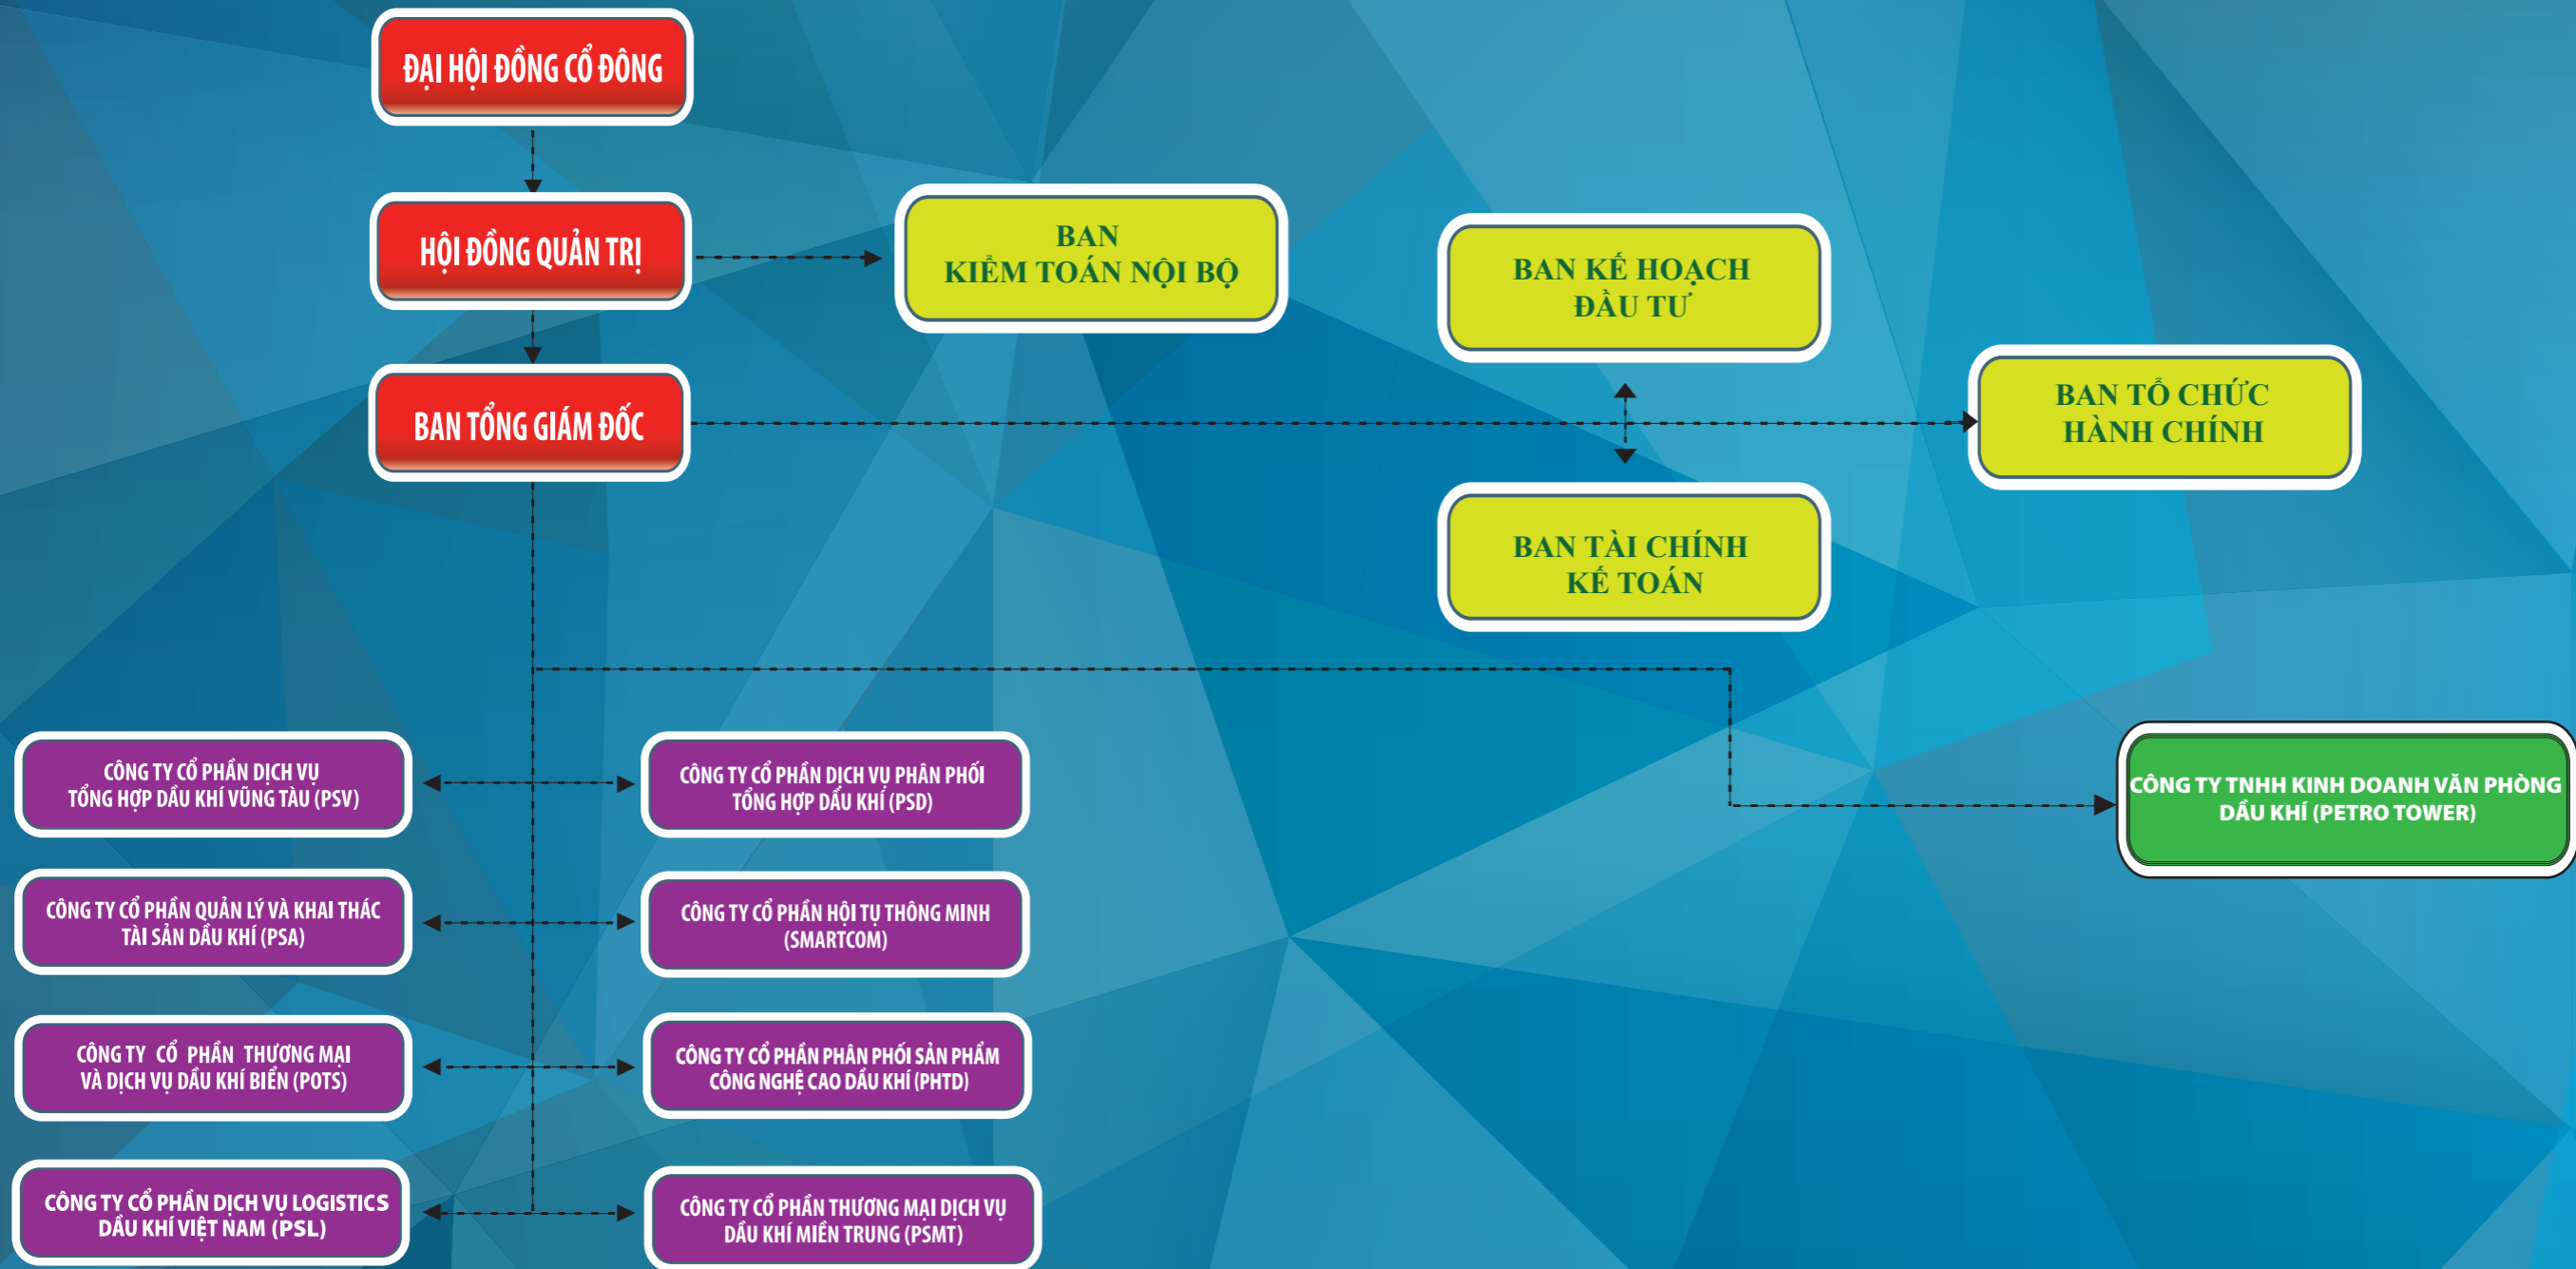 ĐẠI HỘI ĐỒNG CỔ ĐÔNG
HỘI ĐỒNG QUẢN TRỊ
BAN
KIỂM TOÁN NỘI BỘ
BAN KẾ HOẠCH
ĐẦU TƯ
BAN TỔNG GIÁM ĐỐC
BAN TỔ CHỨC
HÀNH CHÍNH
BAN TÀI CHÍNH
KẾ TOÁN
CÔNG TY CỔ PHẦN DỊCH VỤ
TỔNG HỢP DẦU KHÍ VŨNG TÀU (PSV)
CÔNG TY CỔ PHẦN DỊCH VỤ PHÂN PHỐI
TỔNG HỢP DẦU KHÍ (PSD)
CÔNG TY TNHH KINH DOANH VĂN PHÒNG
DẦU KHÍ (PETRO TOWER)
CÔNG TY CỔ PHẦN QUẢN LÝ VÀ KHAI THÁC
TÀI SẢN DẦU KHÍ (PSA)
CÔNG TY CỔ PHẦN HỘI TỤ THÔNG MINH
(SMARTCOM)
CÔNG TY CỔ PHẦN THƯƠNG MẠI
VÀ DỊCH VỤ DẦU KHÍ BIỂN (POTS)
CÔNG TY CỔ PHẦN PHÂN PHỐI SẢN PHẨM
CÔNG NGHỆ CAO DẦU KHÍ (PHTD)
CÔNG TY CỔ PHẦN DỊCH VỤ LOGISTICS
DẦU KHÍ VIỆT NAM (PSL)
CÔNG TY CỔ PHẦN THƯƠNG MẠI DỊCH VỤ
DẦU KHÍ MIỀN TRUNG (PSMT)